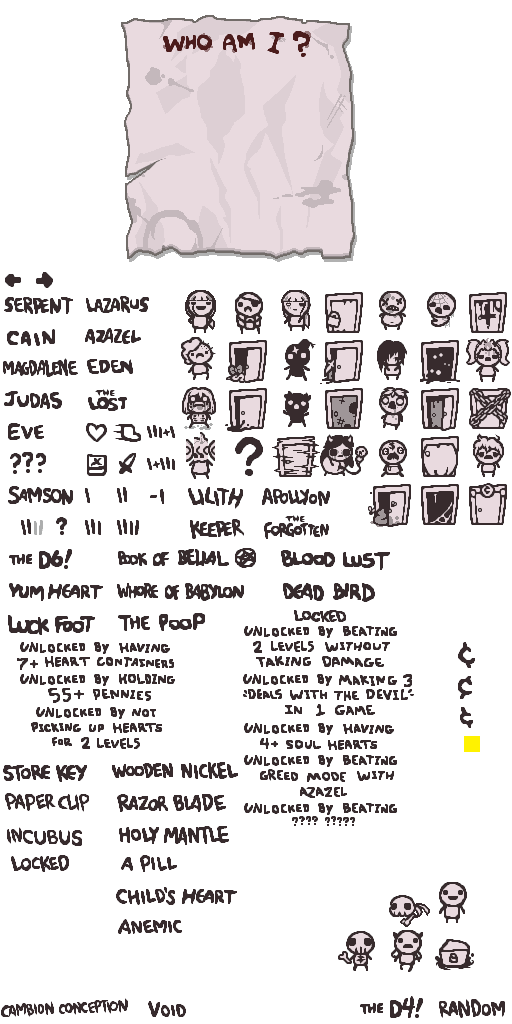 WHO AM I?
SERPENT LAZARUS
CAIN AZAZEL
MAGDALENE EDEN
JUDAS THE LOST
EVE
???
?
SAMSON
LILITH APOLLYON
?
KEEPER THE FORGOTTEN
THE D6! BOOK OF BELIAL BLOOD LUST
YUM HEART WHORE OF BABYLON DEAD BIRD
LUCK FOOT THE POOP
LOCKED
UNLOCKED BY BEATING
2 LEVELS WITHOUT
TAKING DAMAGE
UNLOCKED BY MAKING 3
"DEALS WITH THE DEVIL"
IN 1 GAME
UNLOCKED BY HAVING
4+ SOUL HEARTS
UNLOCKED BY BEATING
GREED MODE WITH
AZAZEL
UNLOCKED BY BEATING
???? ?????
UNLOCKED BY HAVING
7+ HEART CONTAINERS
UNLOCKED BY HOLDING
55+ PENNIES
UNLOCKED BY NOT
PICKING UP HEARTS
FOR 2 LEVELS
¢
¢
¢
STORE KEY WOODEN NICKEL
PAPER CLIP RAZOR BLADE
INCUBUS HOLY MANTLE
LOCKED A PILL
CHILD'S HEART
ANEMIC
CAMBION CONCEPTION VOID
THE D4! RANDOM